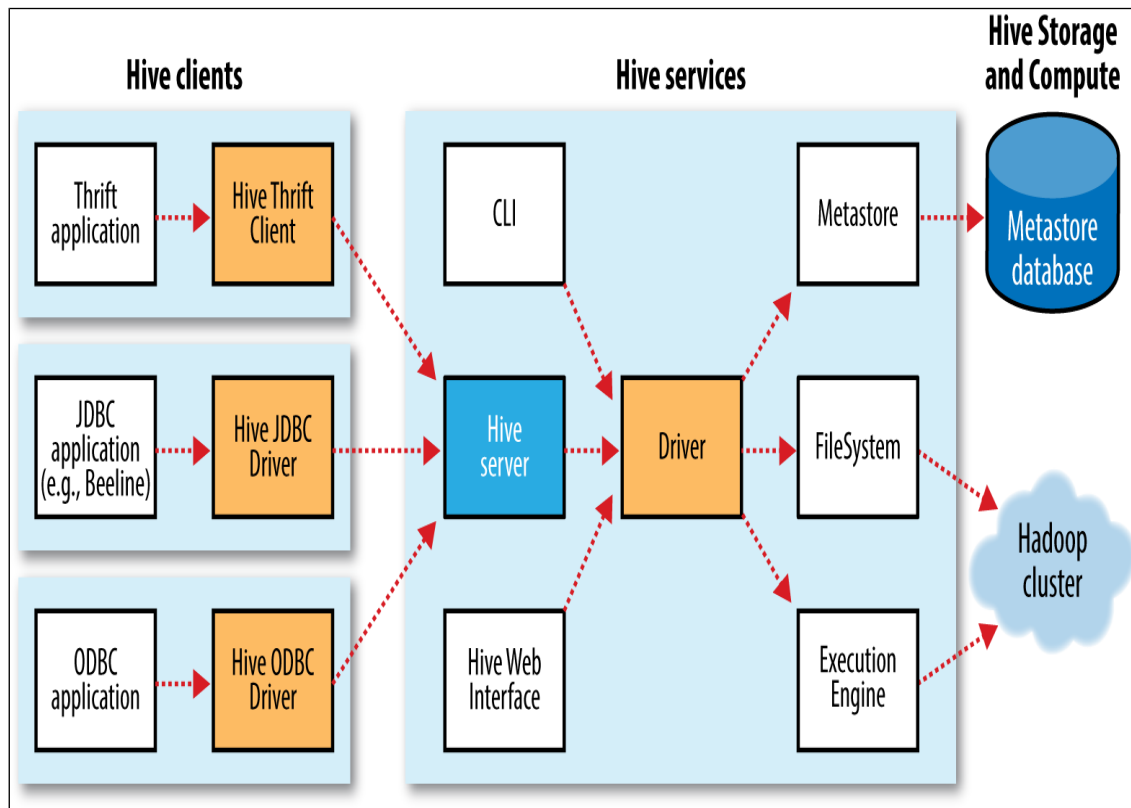 Hive clients
Hive services
Hive Storage
and Compute
Thrift
application
Hive Thrift
Client
CLI
Metastore
Metastore
database
JDBC
application
(e.g., Beeline)
Hive JDBC
Driver
Hive
server
Driver
FileSystem
Hadoop
cluster
ODBC
application
Hive ODBC
Driver
Hive Web
Interface
Execution
Engine